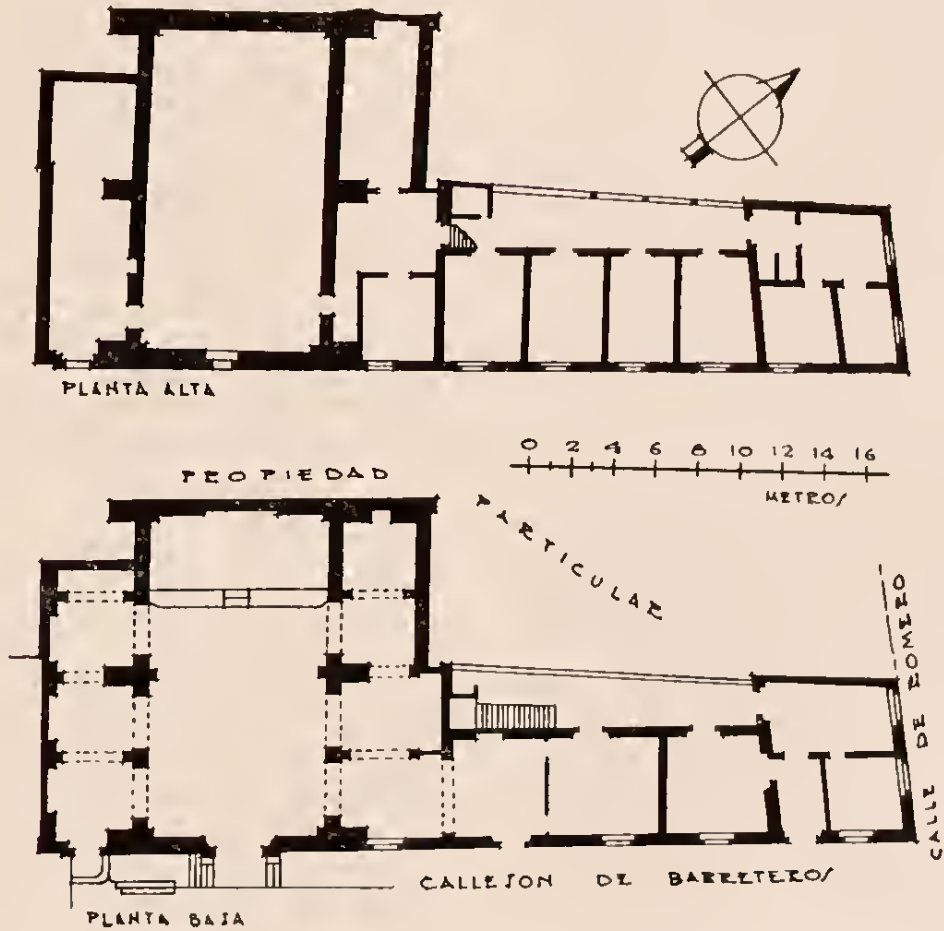 PLANTA ALTA
0 2 4 6 8 10 12 14 16
METROS
PROPIEDAD
PARTICULAR
CALLE DE ROMERO
CALLEJON DE BARRETEROS
PLANTA BAJA